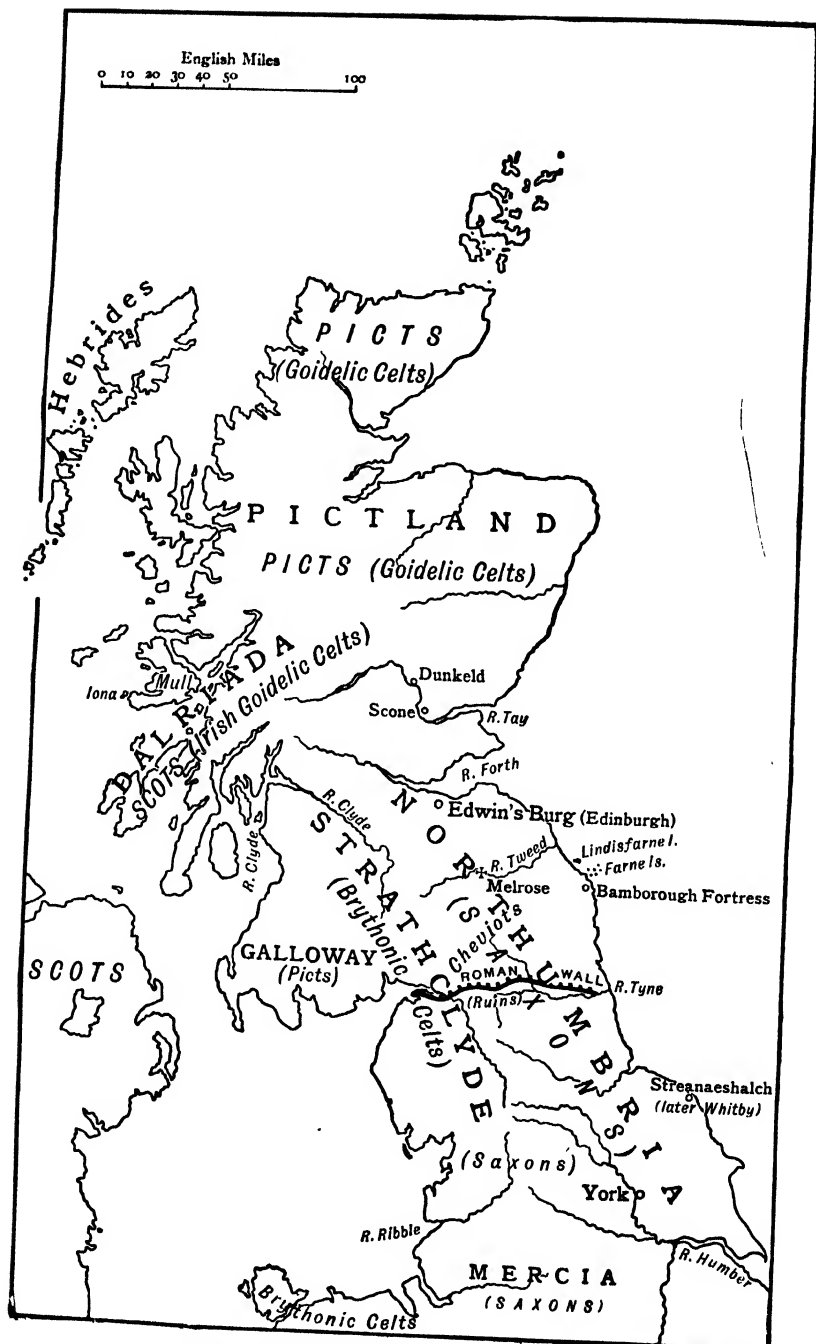 English Miles
0 10 20 30 40 50 100
Hebrides
PICTS
(Goidelic Celts)
PICTLAND
PICTS (Goidelic Celts)
DALRIADA
SCOTS (Irish Goidelic Celts)
Mull
Iona
Dunkeld
Scone
R. Tay
R. Forth
R. Clyde
R. Clyde
Edwin's Burg (Edinburgh)
Lindisfarne I.
Farne Is.
R. Tweed
Melrose
Bamborough Fortress
NORTHUMBRIA
(SAXONS)
Cheviots
STRATHCLYDE
(Brythonic Celts)
GALLOWAY
(Picts)
SCOTS
ROMAN WALL
(Ruins)
R. Tyne
Streanaeshalch
(later Whitby)
(Saxons)
York
R. Ribble
R. Humber
MERCIA
(SAXONS)
Brythonic Celts